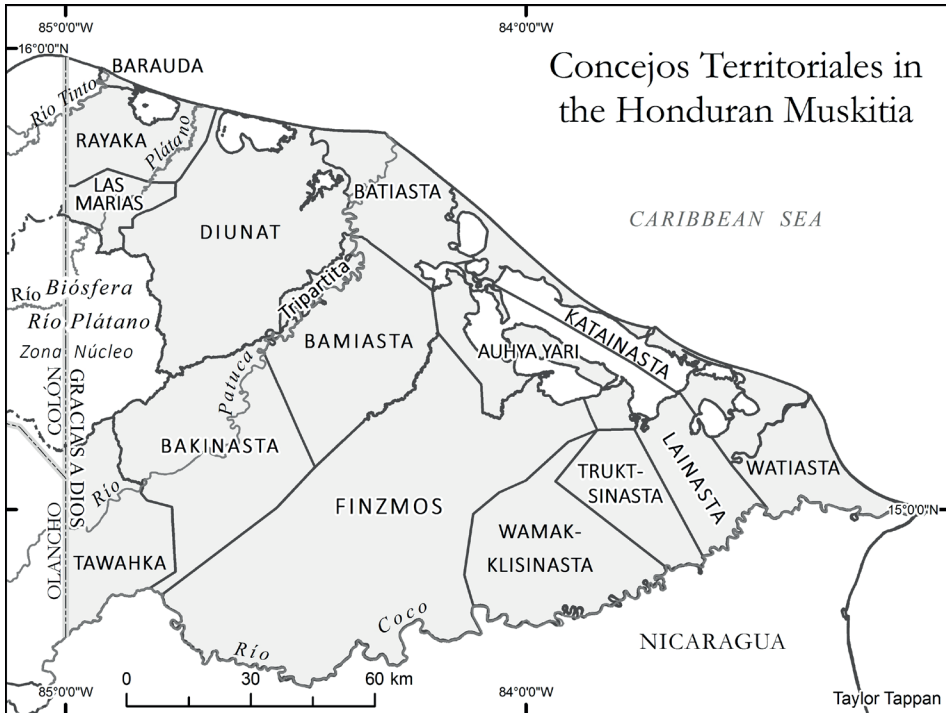 85°0'0"W
84°0'0"W
16°0'0"N
Concejos Territoriales in
the Honduran Muskitia
BARAUDA
Río Tinto
RAYAKA
Plátano
LAS
MARIAS
BATIASTA
CARIBBEAN SEA
DIUNAT
Río Biósfera
Río Plátano
Zona Núcleo
Tripartita
KATAINASTA
BAMIASTA
AUHYA YARI
Patuca
GRACIAS A DIOS
COLÓN
BAKINASTA
LAINASTA
WATIASTA
TRUKT-
SINASTA
Río
FINZMOS
15°0'0"N
WAMAK-
KLISINASTA
OLANCHO
TAWAHKA
Río Coco
NICARAGUA
0 30 60 km
85°0'0"W
84°0'0"W
Taylor Tappan